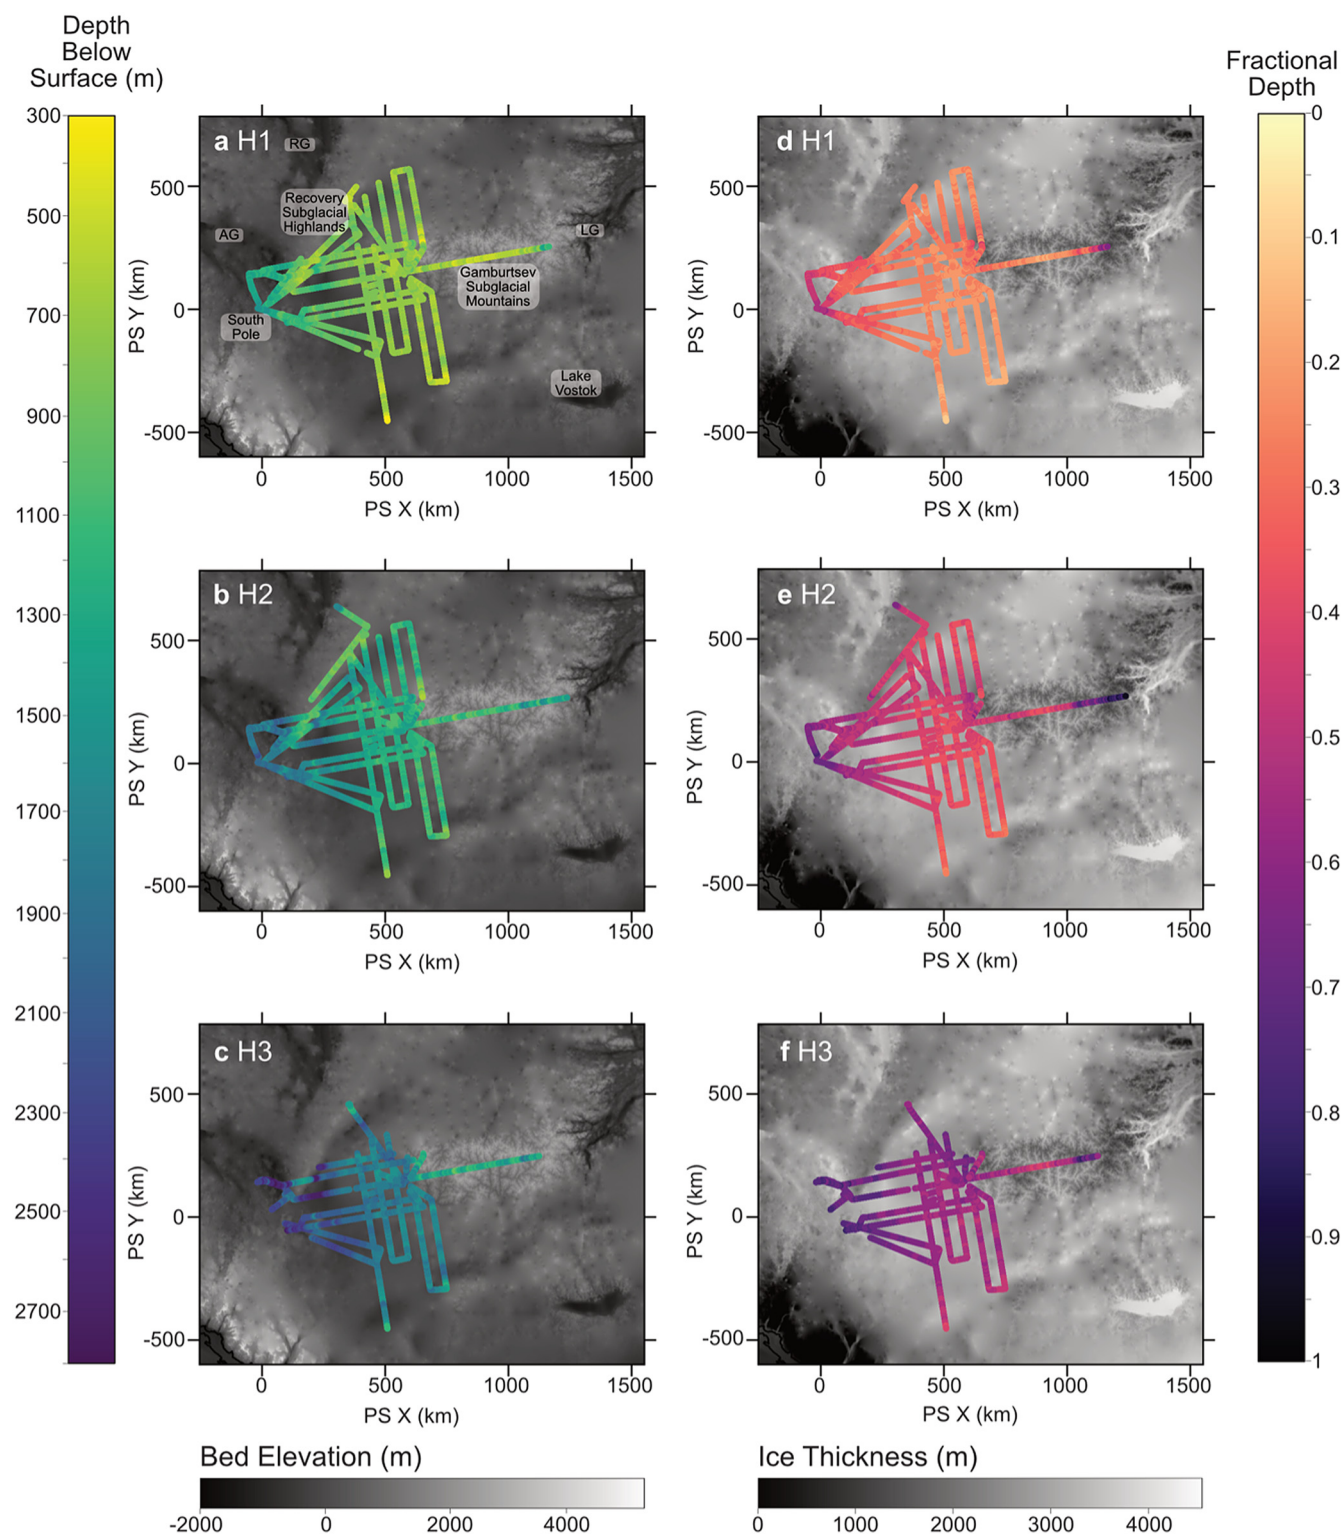 Depth
Below
Surface (m)
300
500
700
900
1100
1300
1500
1700
1900
2100
2300
2500
2700
Fractional
Depth
0
0.1
0.2
0.3
0.4
0.5
0.6
0.7
0.8
0.9
1
a H1
RG
Recovery
Subglacial
Highlands
AG
LG
Gamburtsev
Subglacial
Mountains
South
Pole
Lake
Vostok
500
0
-500
PS Y (km)
0
500
1000
1500
PS X (km)
d H1
500
0
-500
PS Y (km)
0
500
1000
1500
PS X (km)
b H2
500
0
-500
PS Y (km)
0
500
1000
1500
PS X (km)
e H2
500
0
-500
PS Y (km)
0
500
1000
1500
PS X (km)
c H3
500
0
-500
PS Y (km)
0
500
1000
1500
PS X (km)
f H3
500
0
-500
PS Y (km)
0
500
1000
1500
PS X (km)
Bed Elevation (m)
-2000
0
2000
4000
Ice Thickness (m)
0
1000
2000
3000
4000